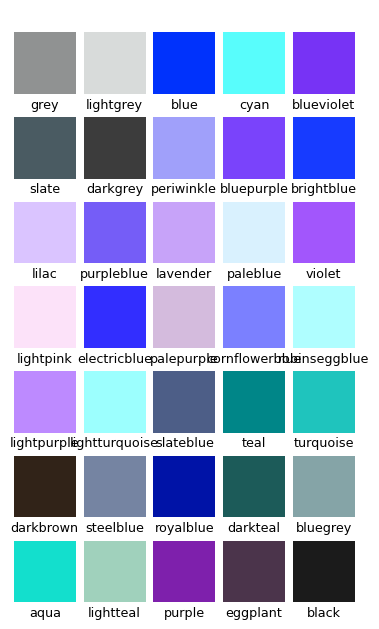 grey lightgrey blue cyan blueviolet
slate darkgrey periwinkle bluepurple brightblue
lilac purpleblue lavender paleblue violet
lightpink electricblue palepurple cornflowerblue robinseggblue
lightpurple lightturquoise slateblue teal turquoise
darkbrown steelblue royalblue darkteal bluegrey
aqua lightteal purple eggplant black